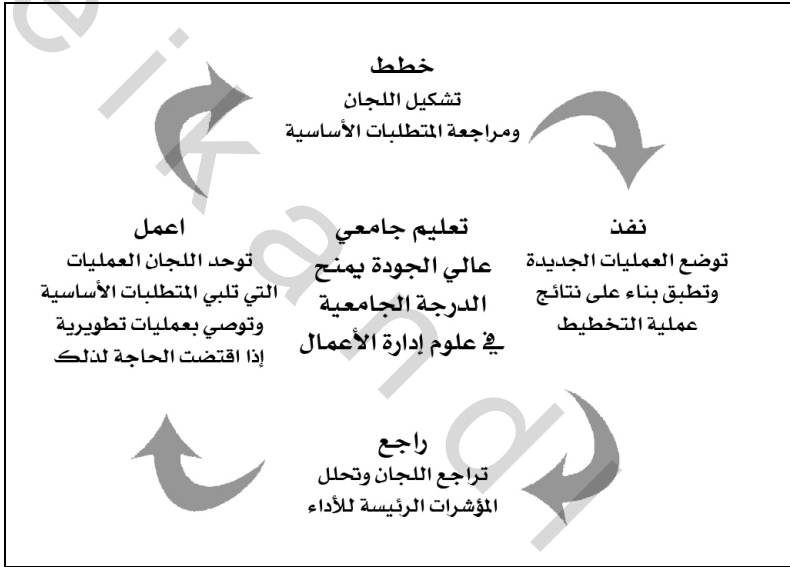 خطط
تشكيل اللجان
ومراجعة المتطلبات الأساسية
نفذ
توضع العمليات الجديدة
وتطبق بناء على نتائج
عملية التخطيط
راجع
تراجع اللجان وتحلل
المؤشرات الرئيسة للأداء
اعمل
توحد اللجان العمليات
التي تلبي المتطلبات الأساسية
وتوصي بعمليات تطويرية
إذا اقتضت الحاجة لذلك
تعليم جامعي
عالي الجودة يمنح
الدرجة الجامعية
في علوم إدارة الأعمال